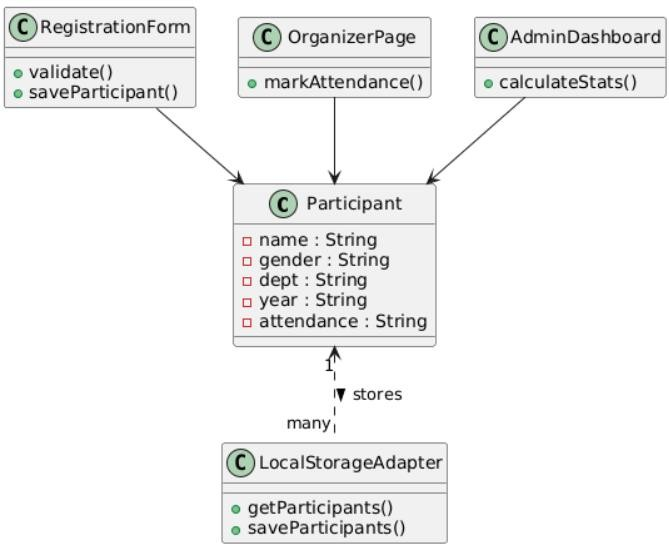 C RegistrationForm
validate()
saveParticipant()
C OrganizerPage
markAttendance()
C AdminDashboard
calculateStats()
C Participant
name : String
gender : String
dept : String
year : String
attendance : String
1
stores
many
C LocalStorageAdapter
getParticipants()
saveParticipants()